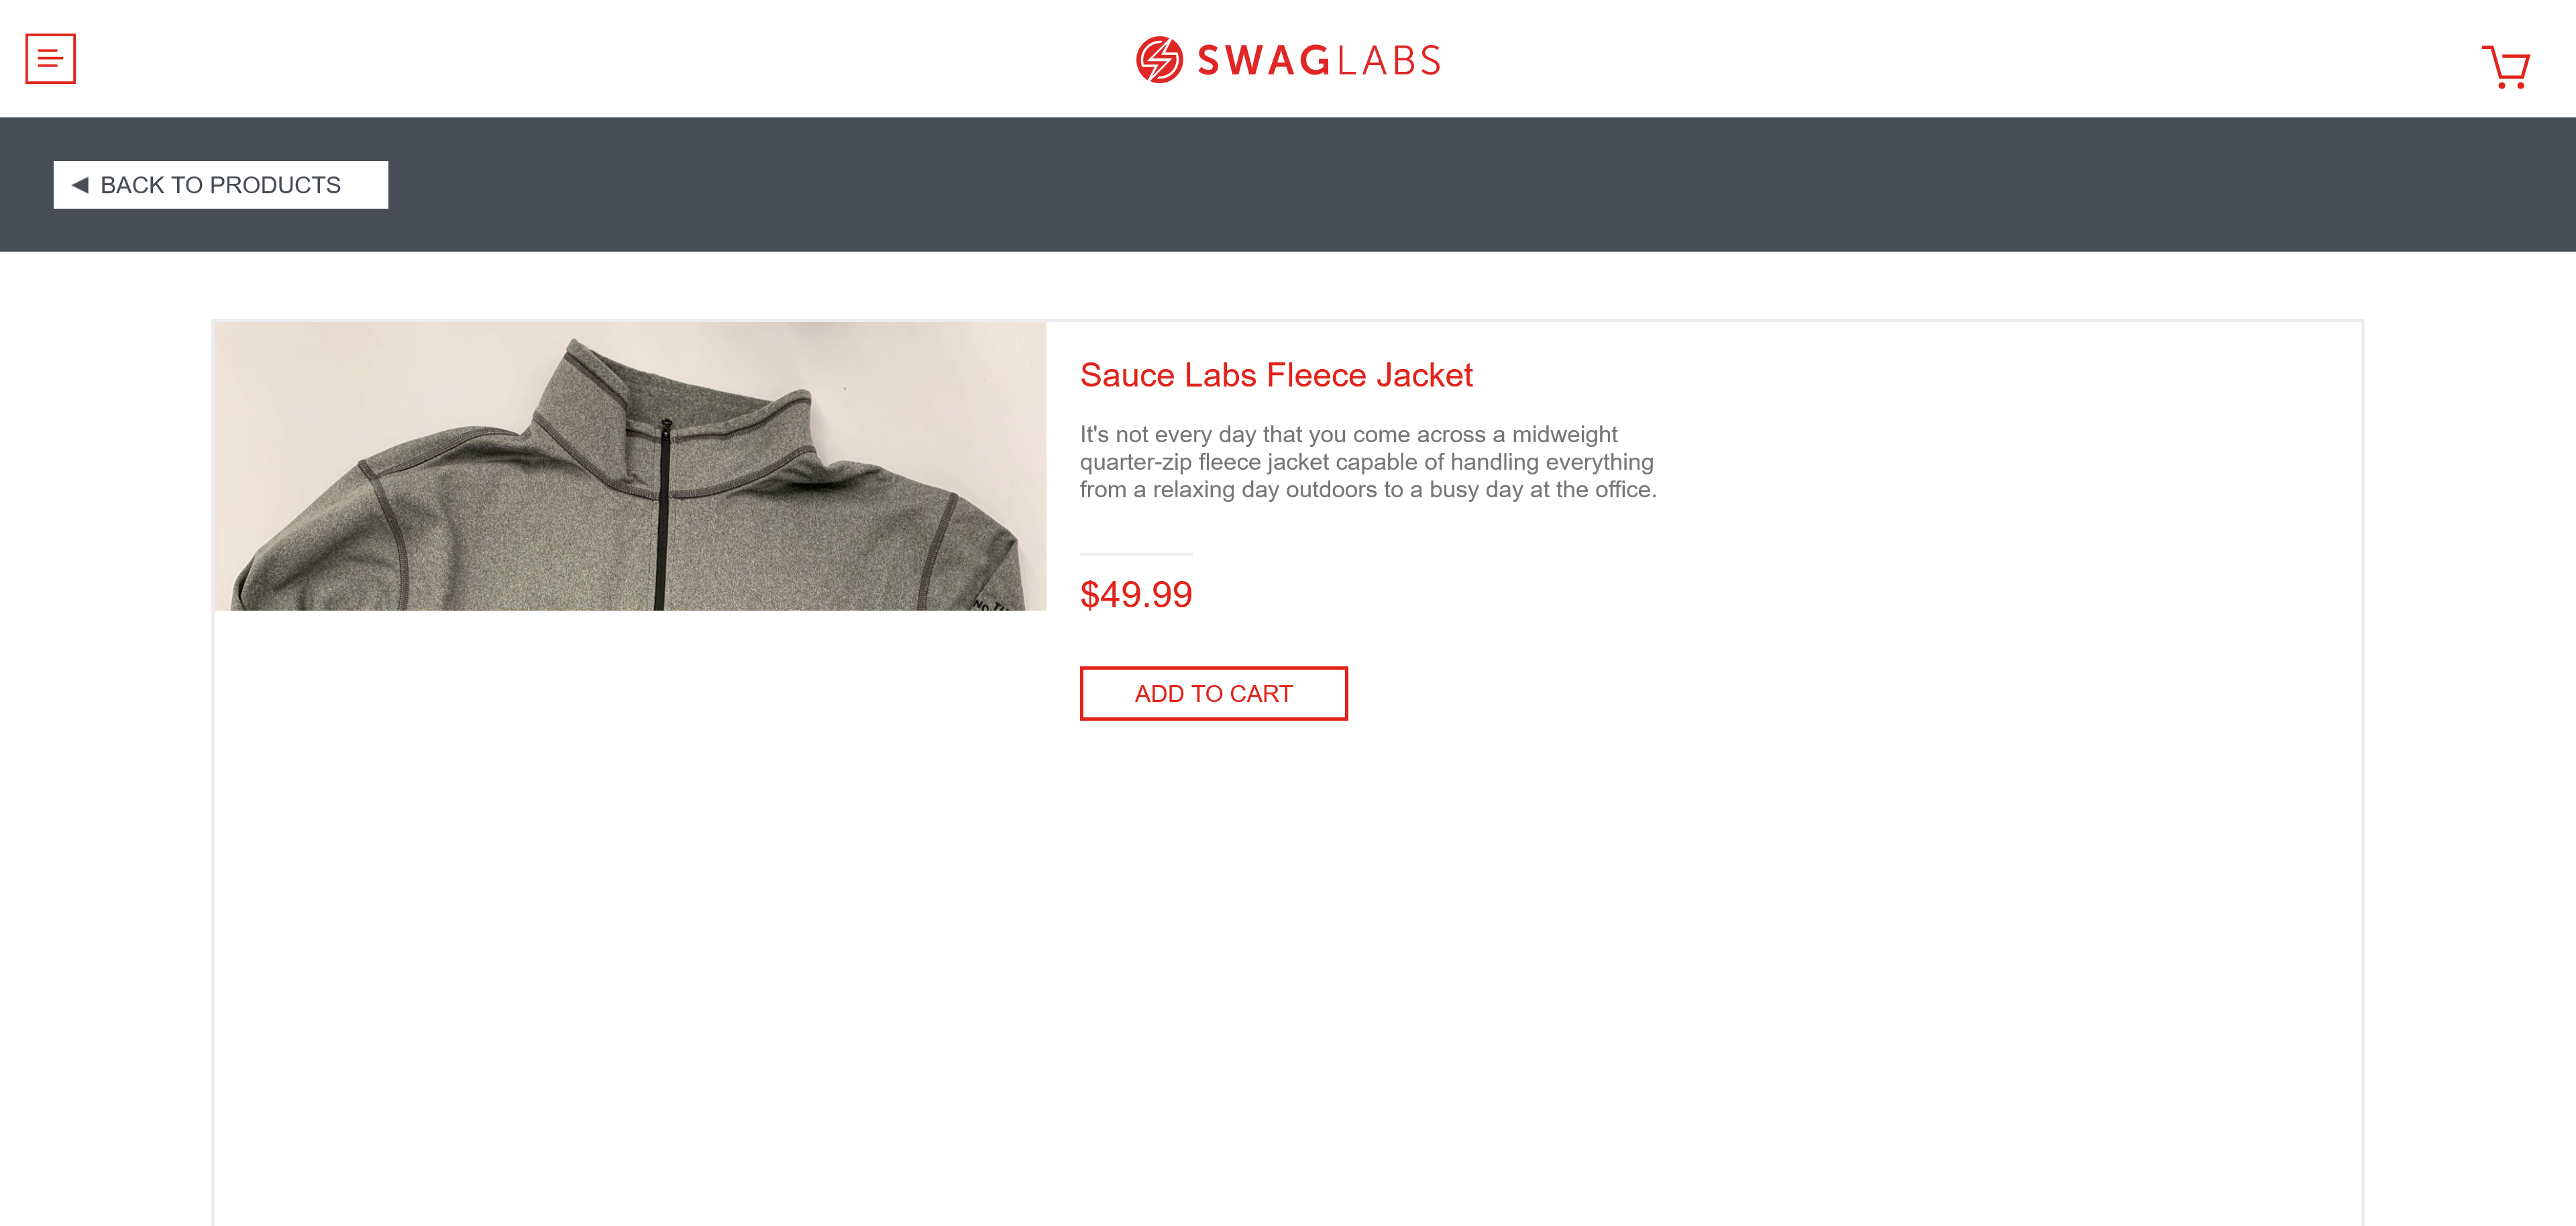 SWAGLABS
BACK TO PRODUCTS
Sauce Labs Fleece Jacket
It's not every day that you come across a midweight
quarter-zip fleece jacket capable of handling everything
from a relaxing day outdoors to a busy day at the office.
$49.99
ADD TO CART